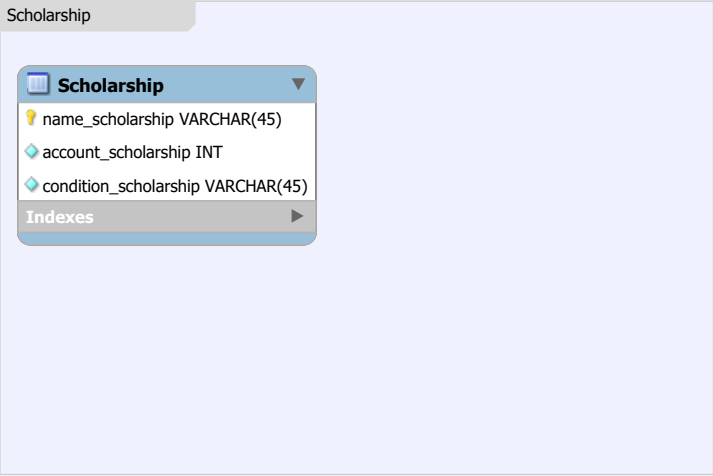 Scholarship
Scholarship
name_scholarship VARCHAR(45)
account_scholarship INT
condition_scholarship VARCHAR(45)
Indexes